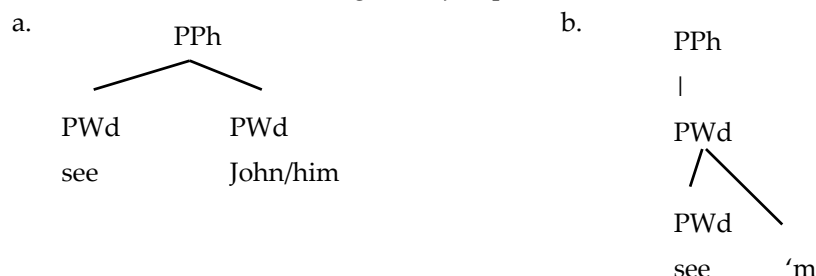 a.
b.
PPh
PWd PWd
see John/him
PPh
|
PWd
PWd
see ‘m